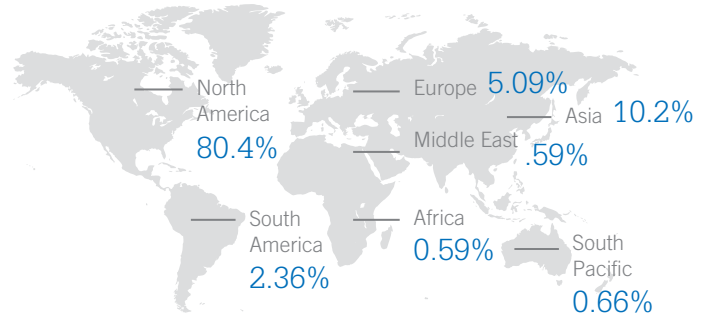 North
America
80.4%
Europe 5.09%
Asia 10.2%
Middle East .59%
South
America
2.36%
Africa
0.59%
South
Pacific
0.66%